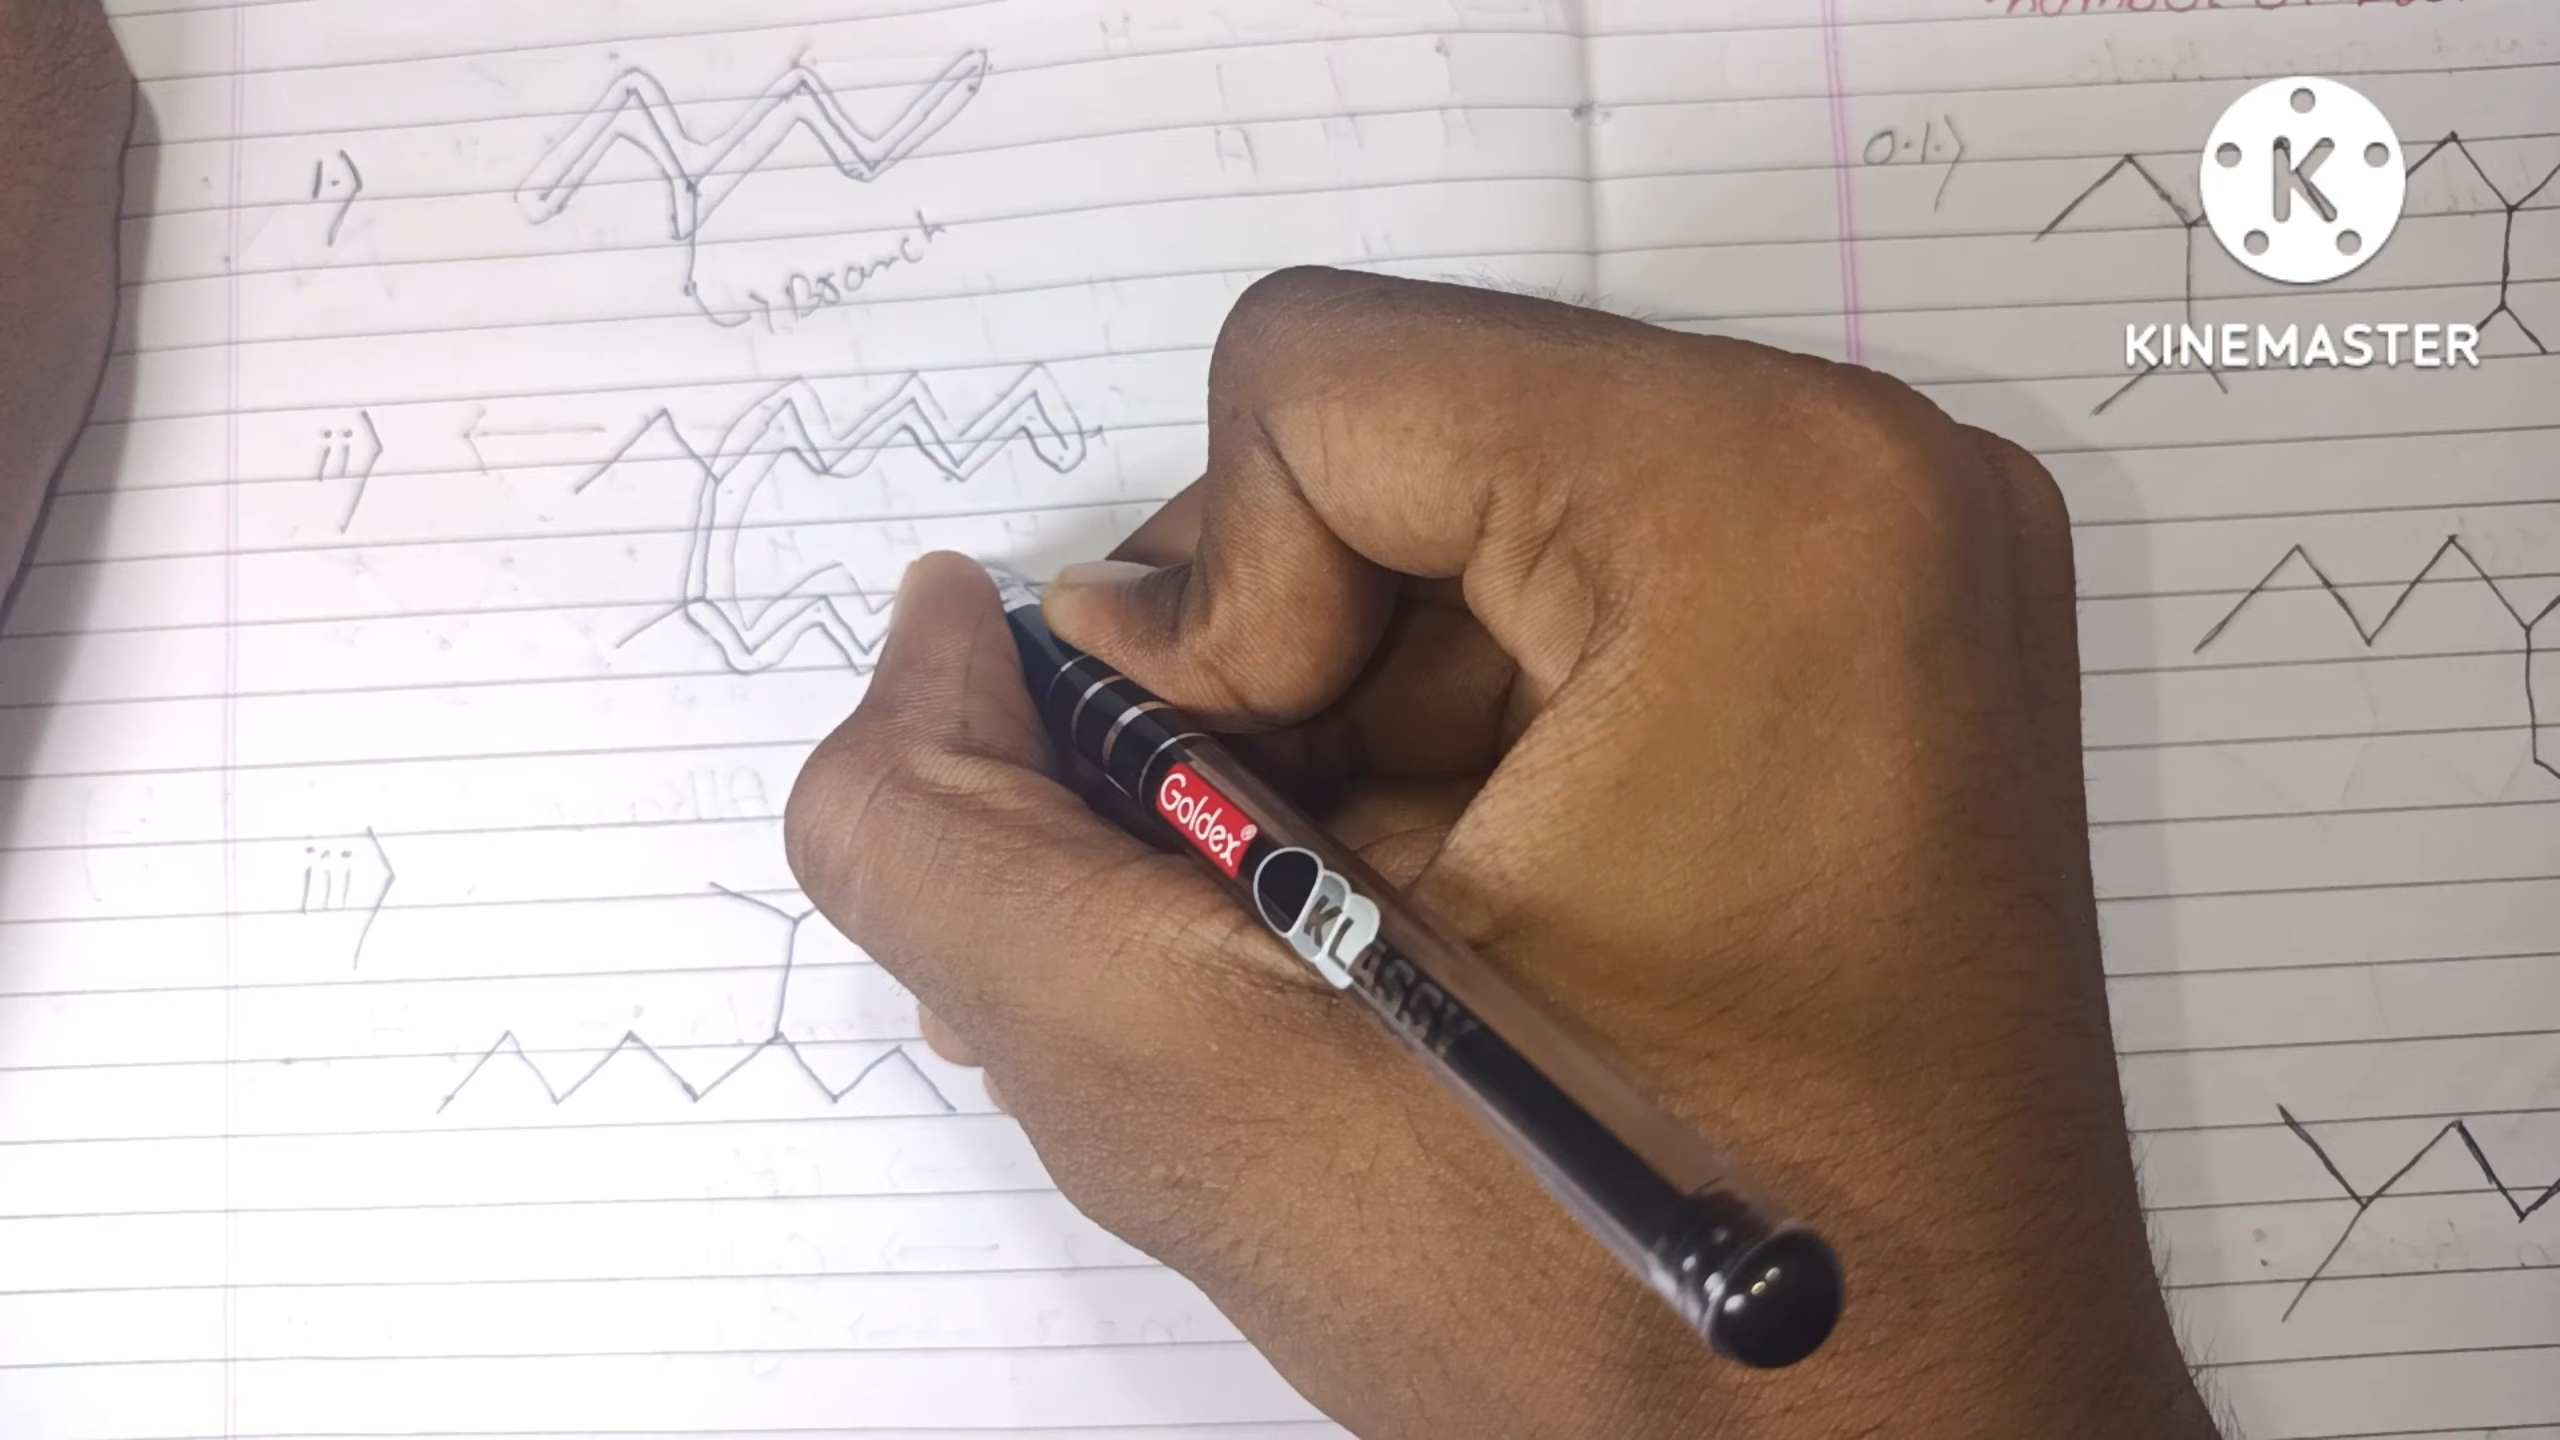 1.)
Branch
ii)
iii)
Q.1.)
K
KINEMASTER
Goldex®
KLASSY